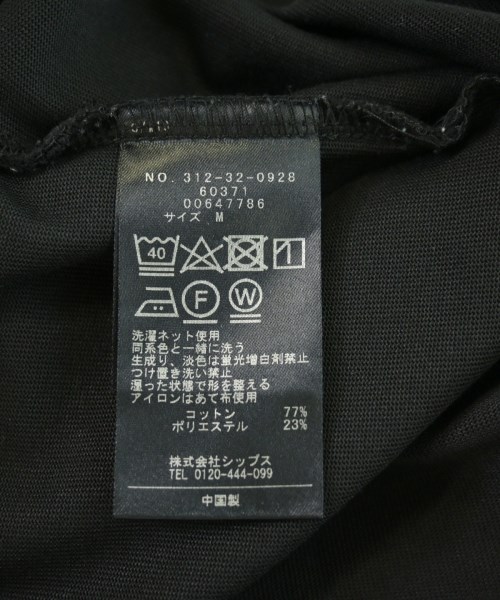 NO. 312-32-0928
60371
00647786
サイズ M
40
F W
洗濯ネット使用
同系色と一緒に洗う
生成り、淡色は蛍光増白剤禁止
つけ置き洗い禁止
湿った状態で形を整える
アイロンはあて布使用
コットン 77%
ポリエステル 23%
株式会社シップス
TEL 0120-444-099
中国製